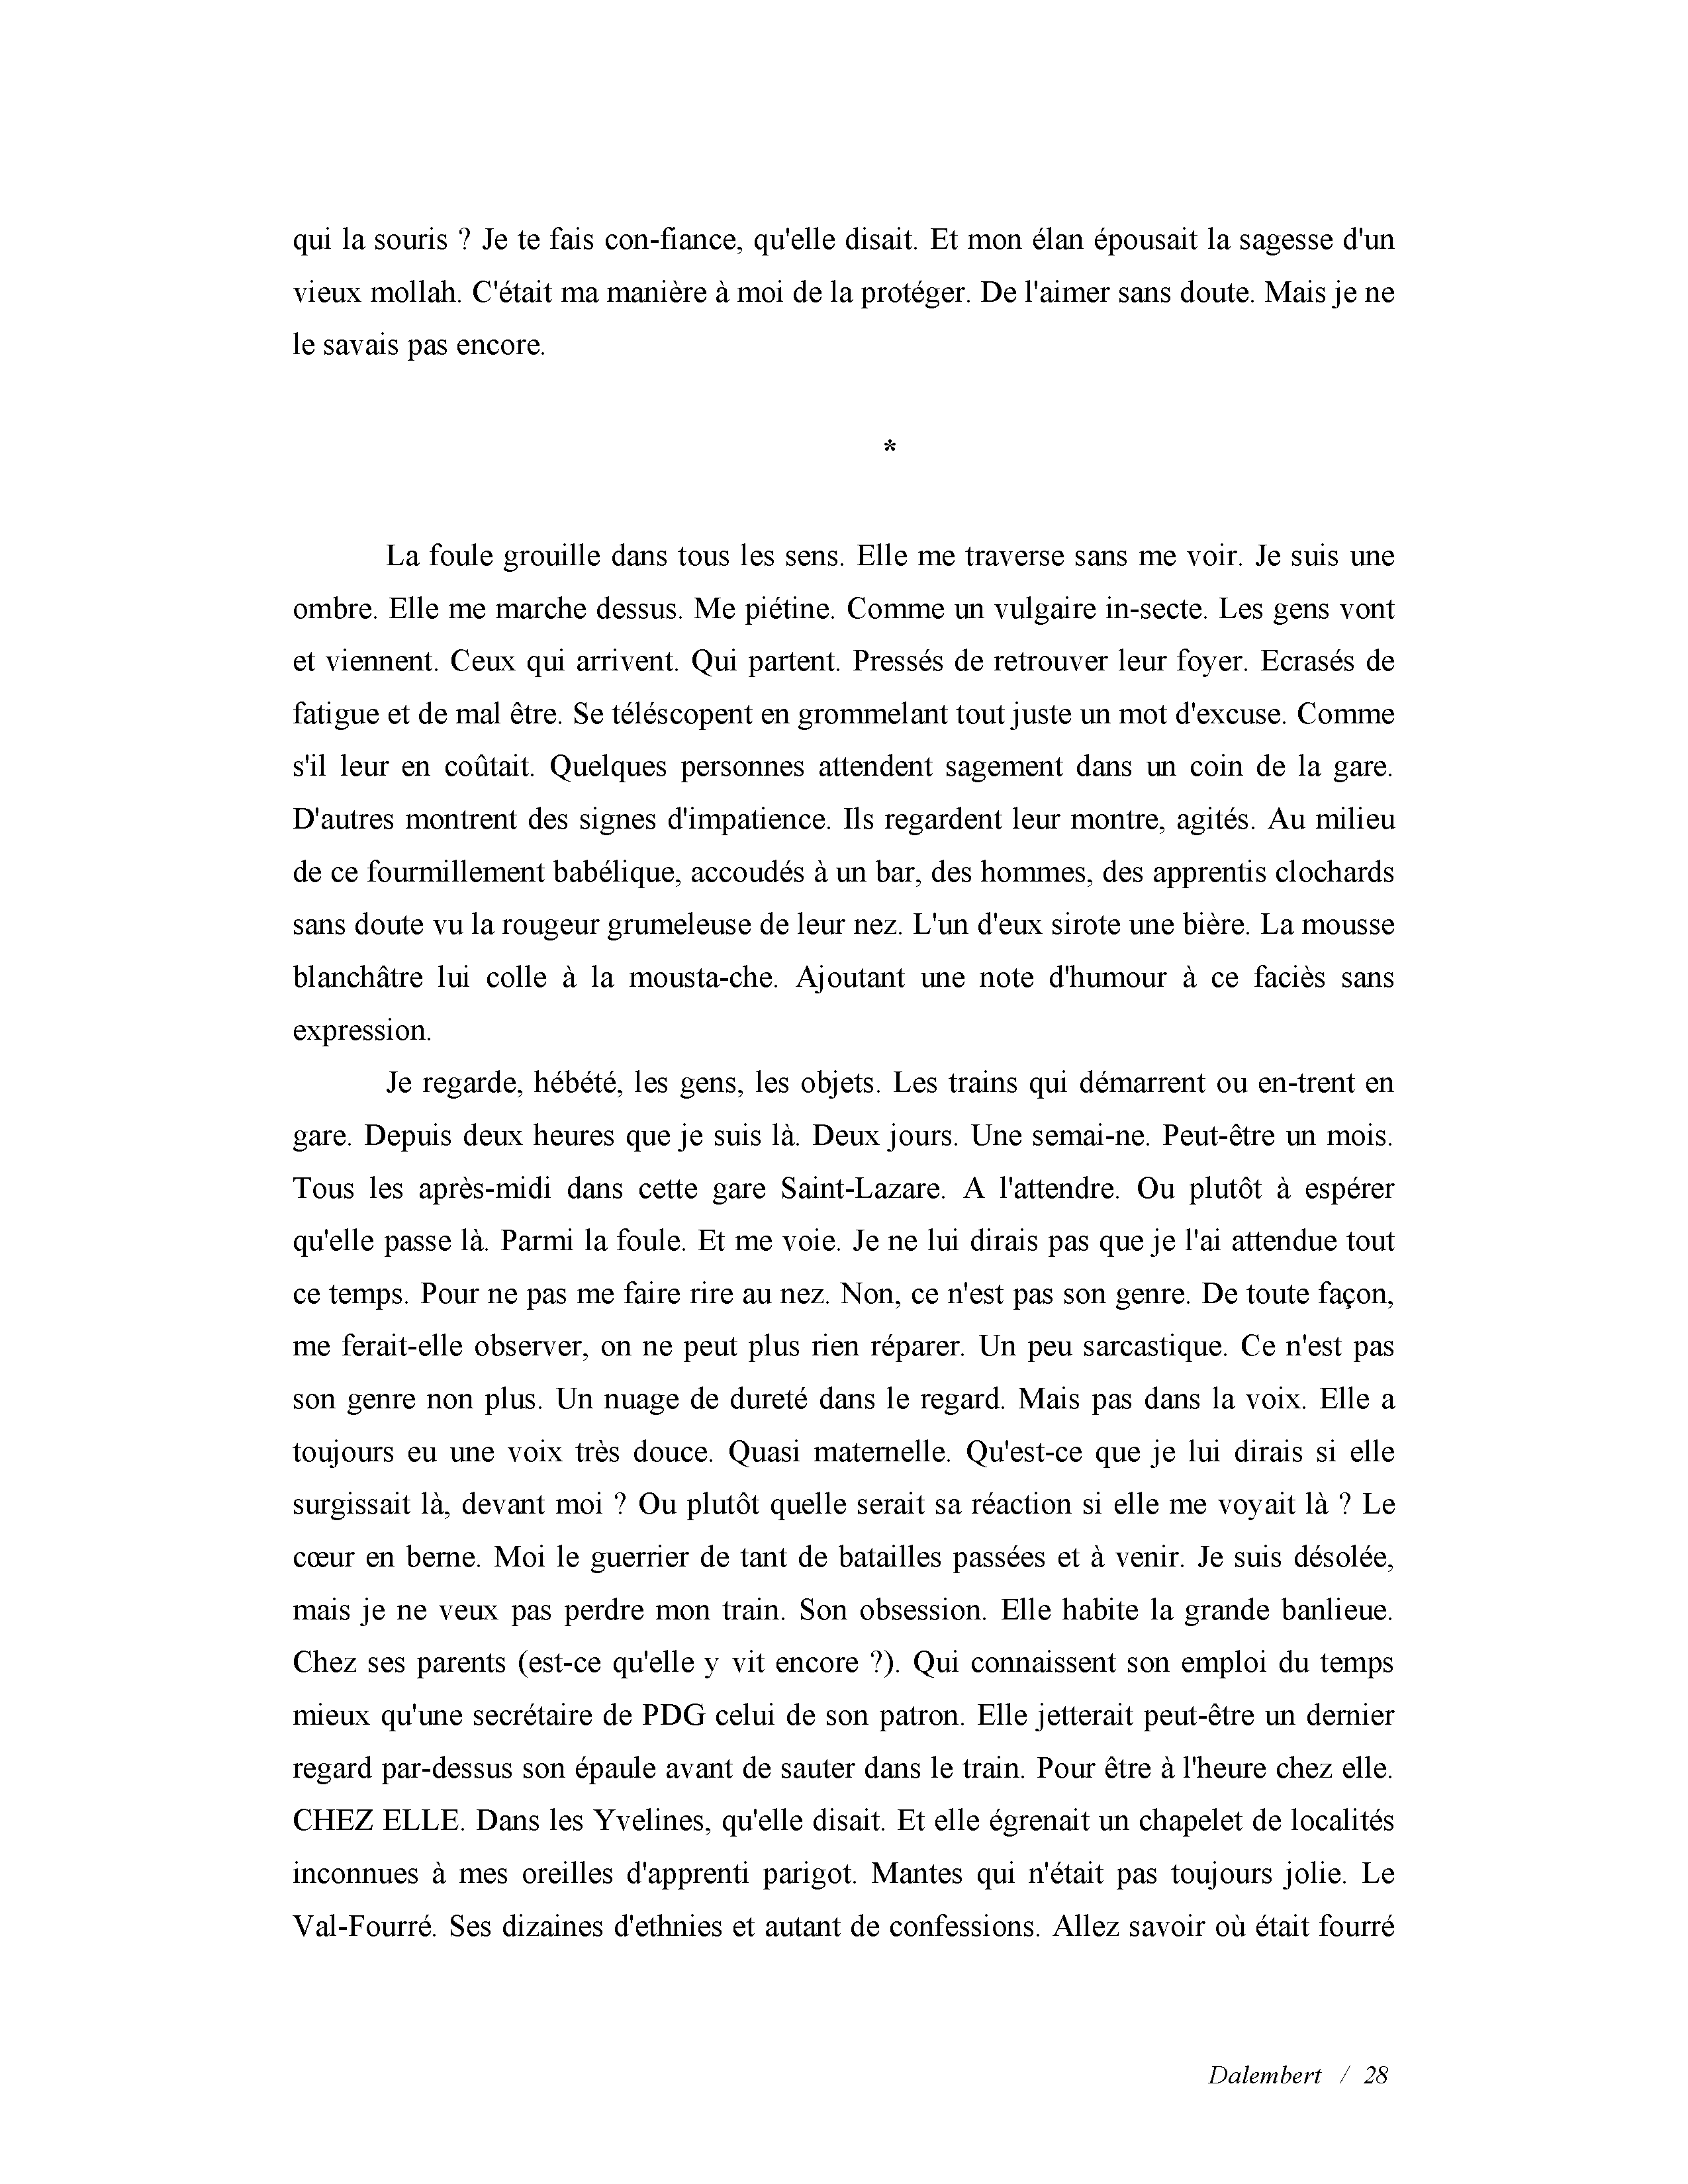 qui la souris ? Je te fais con-fiance, qu'elle disait. Et mon élan épousait la sagesse d'un
vieux mollah. C'était ma manière à moi de la protéger. De l'aimer sans doute. Mais je ne
le savais pas encore.
*
La foule grouille dans tous les sens. Elle me traverse sans me voir. Je suis une
ombre. Elle me marche dessus. Me piétine. Comme un vulgaire in-secte. Les gens vont
et viennent. Ceux qui arrivent. Qui partent. Pressés de retrouver leur foyer. Ecrasés de
fatigue et de mal être. Se téléscopent en grommelant tout juste un mot d'excuse. Comme
s'il leur en coûtait. Quelques personnes attendent sagement dans un coin de la gare.
D'autres montrent des signes d'impatience. Ils regardent leur montre, agités. Au milieu
de ce fourmillement babélique, accoudés à un bar, des hommes, des apprentis clochards
sans doute vu la rougeur grumeleuse de leur nez. L'un d'eux sirote une bière. La mousse
blanchâtre lui colle à la mousta-che. Ajoutant une note d'humour à ce faciès sans
expression.
Je regarde, hébété, les gens, les objets. Les trains qui démarrent ou en-trent en
gare. Depuis deux heures que je suis là. Deux jours. Une semai-ne. Peut-être un mois.
Tous les après-midi dans cette gare Saint-Lazare. A l'attendre. Ou plutôt à espérer
qu'elle passe là. Parmi la foule. Et me voie. Je ne lui dirais pas que je l'ai attendue tout
ce temps. Pour ne pas me faire rire au nez. Non, ce n'est pas son genre. De toute façon,
me ferait-elle observer, on ne peut plus rien réparer. Un peu sarcastique. Ce n'est pas
son genre non plus. Un nuage de dureté dans le regard. Mais pas dans la voix. Elle a
toujours eu une voix très douce. Quasi maternelle. Qu'est-ce que je lui dirais si elle
surgissait là, devant moi ? Ou plutôt quelle serait sa réaction si elle me voyait là ? Le
cœur en berne. Moi le guerrier de tant de batailles passées et à venir. Je suis désolée,
mais je ne veux pas perdre mon train. Son obsession. Elle habite la grande banlieue.
Chez ses parents (est-ce qu'elle y vit encore ?). Qui connaissent son emploi du temps
mieux qu'une secrétaire de PDG celui de son patron. Elle jetterait peut-être un dernier
regard par-dessus son épaule avant de sauter dans le train. Pour être à l'heure chez elle.
CHEZ ELLE. Dans les Yvelines, qu'elle disait. Et elle égrenait un chapelet de localités
inconnues à mes oreilles d'apprenti parigot. Mantes qui n'était pas toujours jolie. Le
Val-Fourré. Ses dizaines d'ethnies et autant de confessions. Allez savoir où était fourré
Dalembert / 28